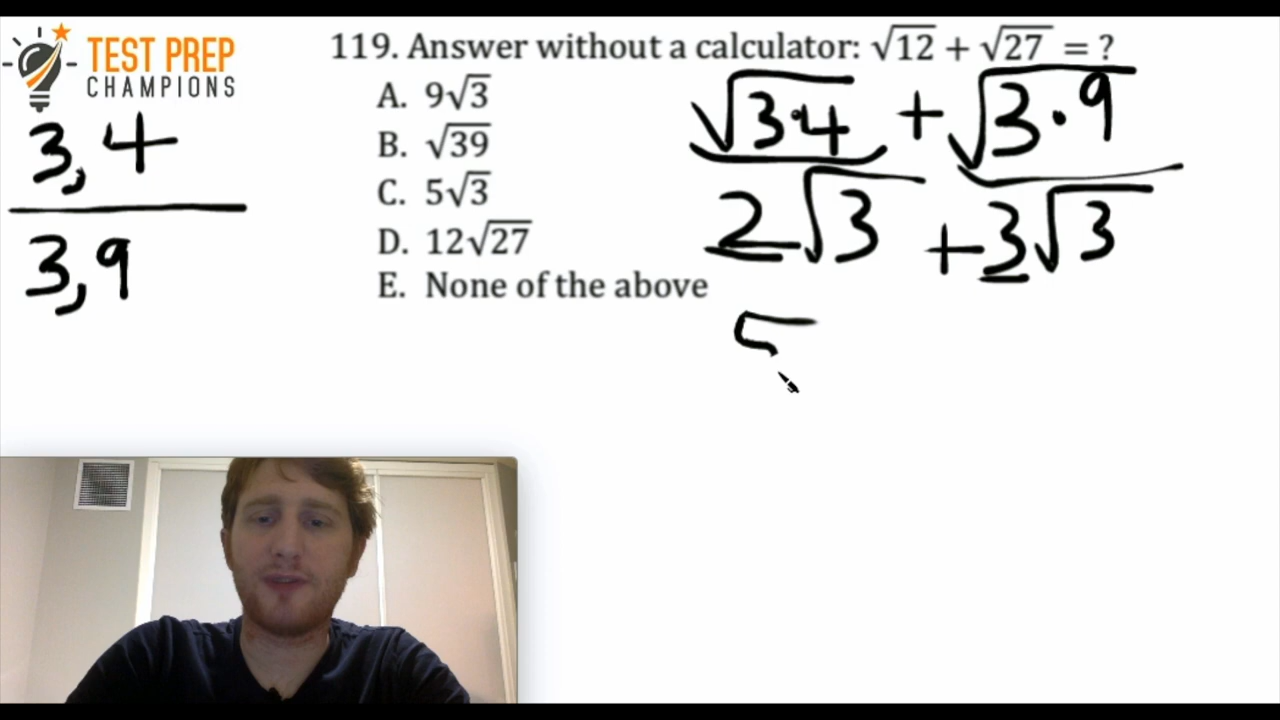 TEST PREP
CHAMPIONS
119. Answer without a calculator: √12 + √27 = ?
A. 9√3
B. √39
C. 5√3
D. 12√27
E. None of the above
3,4
3,9
√3·4 + √3·9
2√3 + 3√3
5